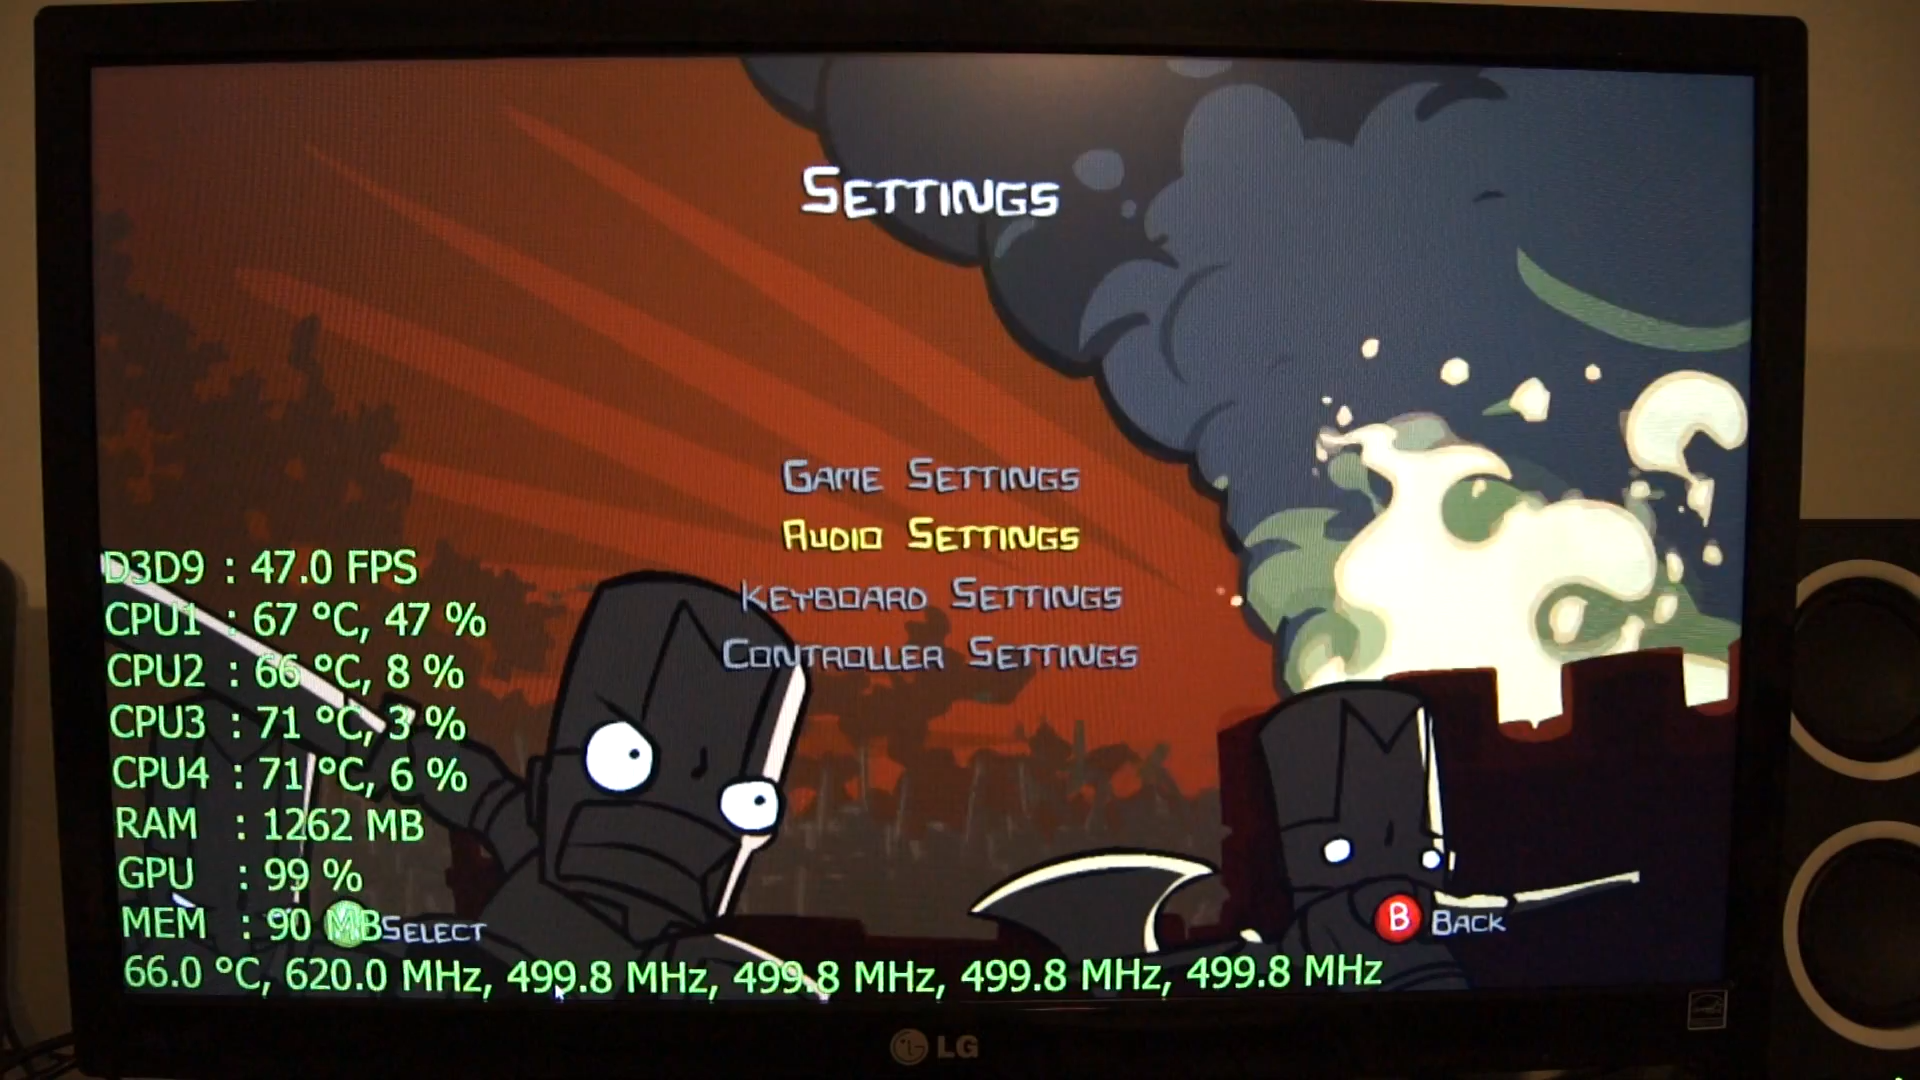 Settings
Game Settings
Audio Settings
Keyboard Settings
Controller Settings
D3D9 : 47.0 FPS
CPU1 : 67 °C, 47 %
CPU2 : 66 °C, 8 %
CPU3 : 71 °C, 3 %
CPU4 : 71 °C, 6 %
RAM : 1262 MB
GPU : 99 %
MEM : 90 MB
Select
B Back
66.0 °C, 620.0 MHz, 499.8 MHz, 499.8 MHz, 499.8 MHz, 499.8 MHz
LG